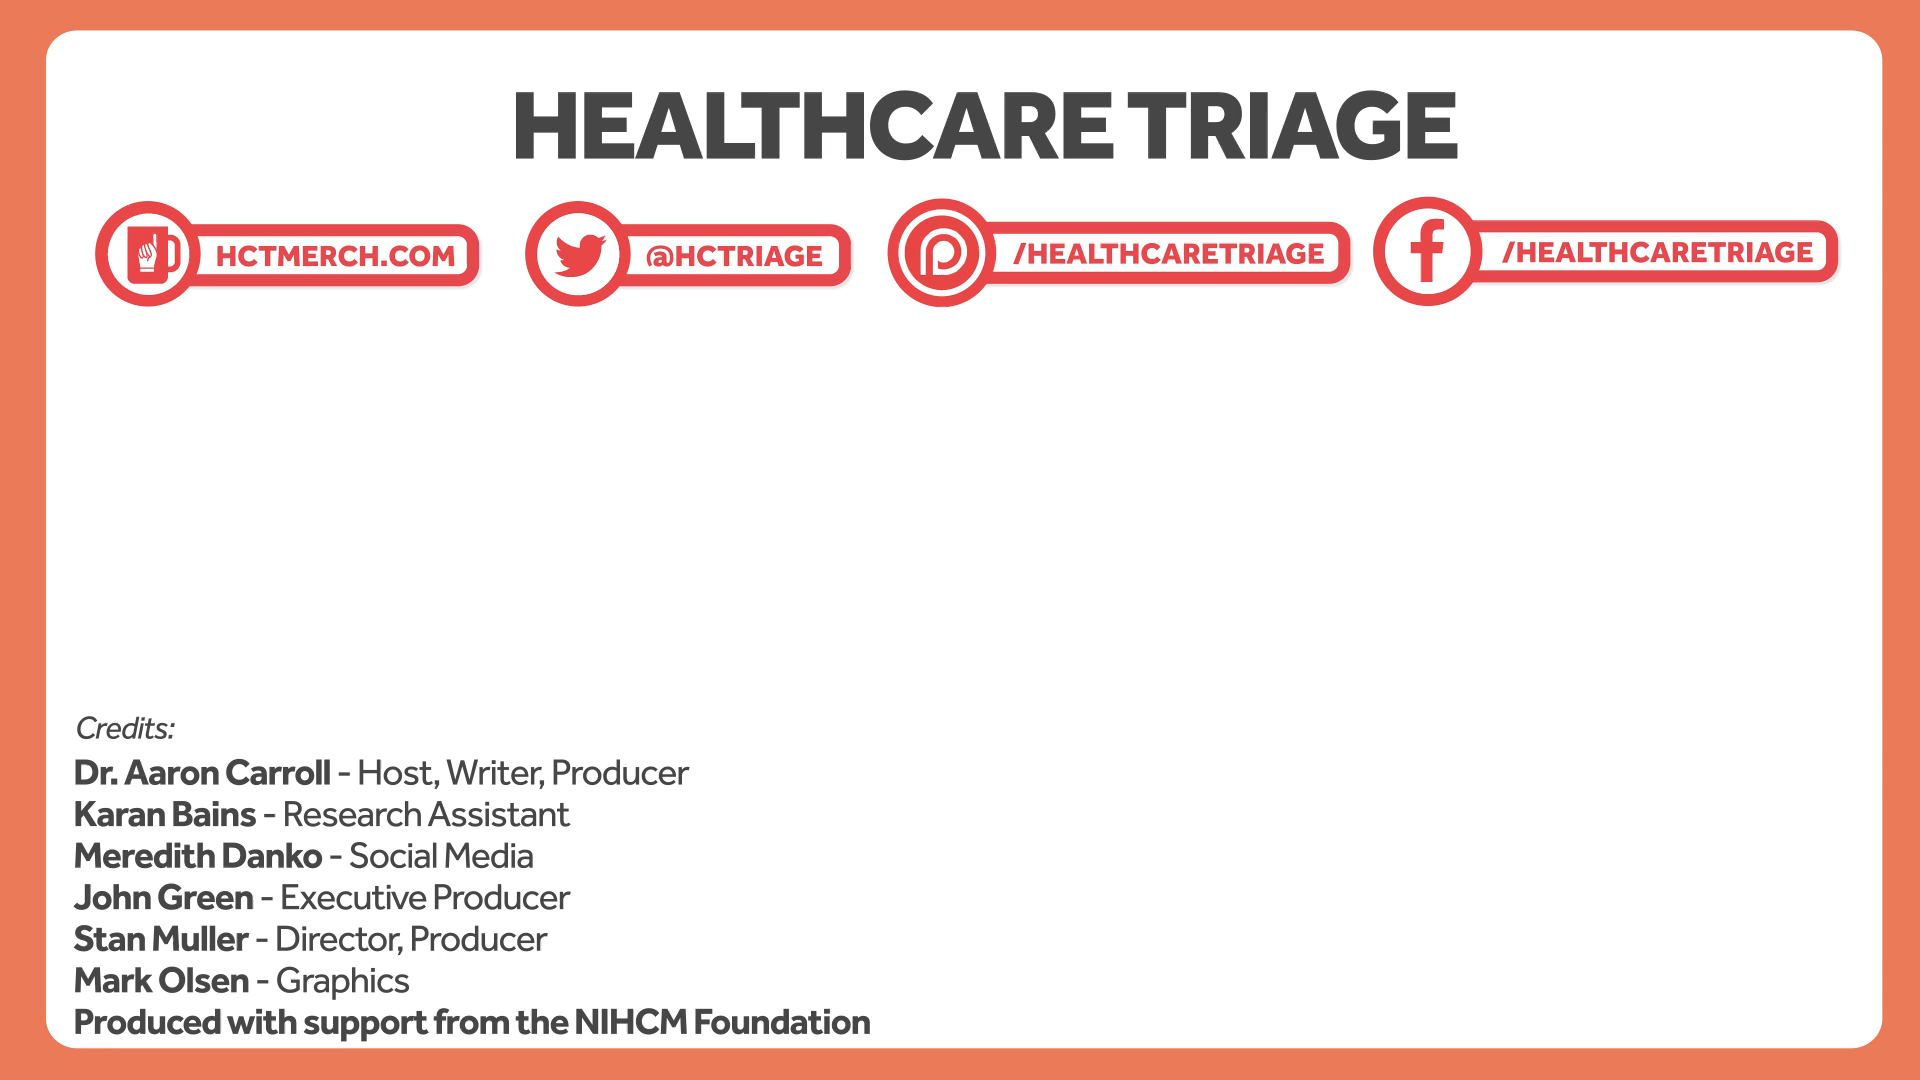 HEALTHCARE TRIAGE
HCTMERCH.COM
@HCTRIAGE
/HEALTHCARETRIAGE
/HEALTHCARETRIAGE
Credits:
Dr. Aaron Carroll - Host, Writer, Producer
Karan Bains - Research Assistant
Meredith Danko - Social Media
John Green - Executive Producer
Stan Muller - Director, Producer
Mark Olsen - Graphics
Produced with support from the NIHCM Foundation